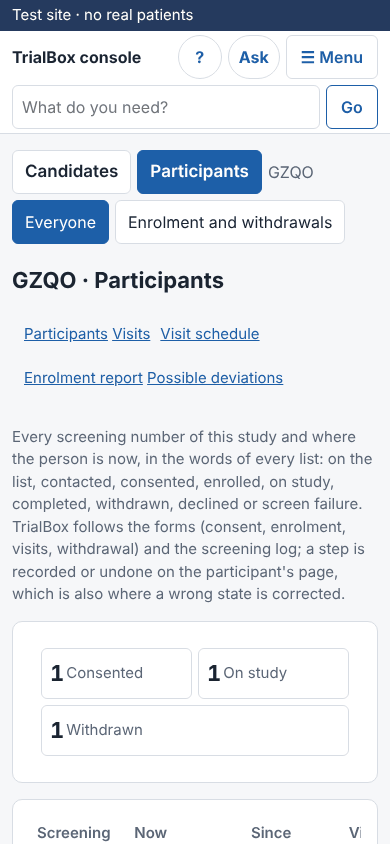 Test site · no real patients
TrialBox console
?
Ask
☰ Menu
What do you need?
Go
Candidates
Participants
GZQO
Everyone
Enrolment and withdrawals
GZQO · Participants
Participants Visits Visit schedule
Enrolment report Possible deviations
Every screening number of this study and where
the person is now, in the words of every list: on the
list, contacted, consented, enrolled, on study,
completed, withdrawn, declined or screen failure.
TrialBox follows the forms (consent, enrolment,
visits, withdrawal) and the screening log; a step is
recorded or undone on the participant's page,
which is also where a wrong state is corrected.
1 Consented
1 On study
1 Withdrawn
Screening Now Since